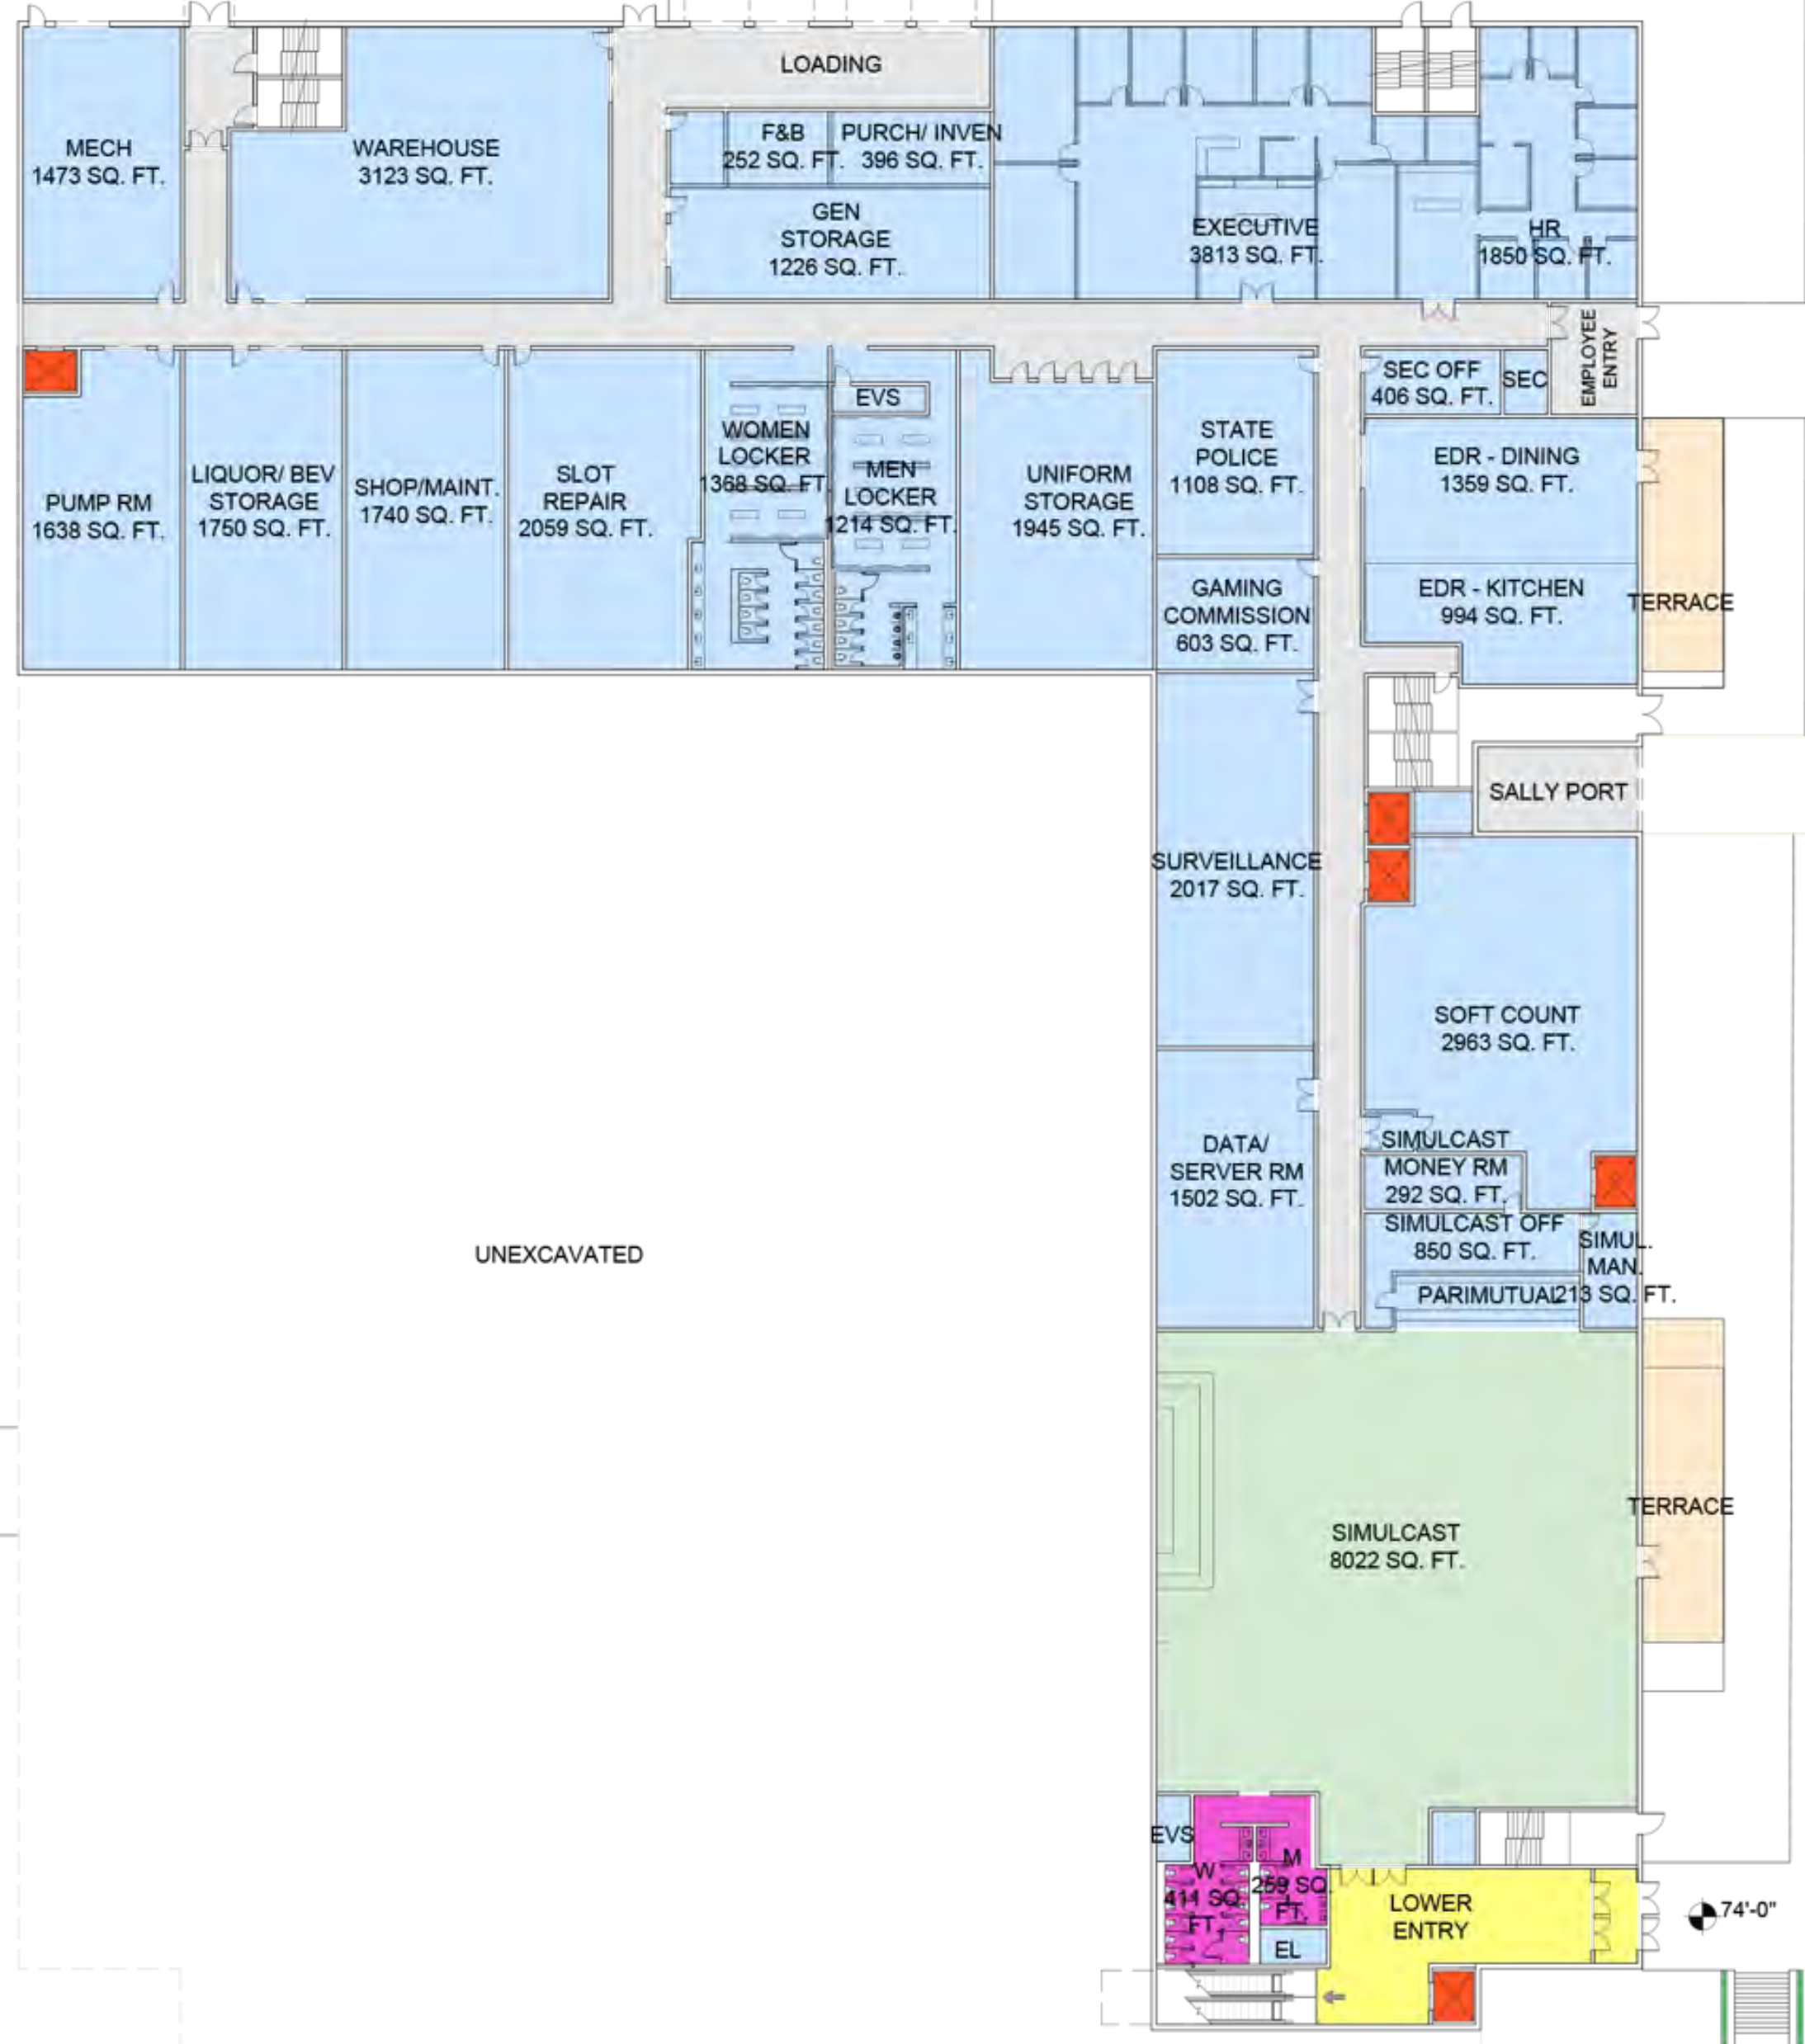 LOADING
MECH
1473 SQ. FT.
WAREHOUSE
3123 SQ. FT.
F&B
252 SQ. FT.
PURCH/ INVEN
396 SQ. FT.
GEN
STORAGE
1226 SQ. FT.
EXECUTIVE
3813 SQ. FT.
HR
1850 SQ. FT.
EMPLOYEE
ENTRY
SEC OFF
406 SQ. FT.
SEC
EVS
PUMP RM
1638 SQ. FT.
LIQUOR/ BEV
STORAGE
1750 SQ. FT.
SHOP/MAINT.
1740 SQ. FT.
SLOT
REPAIR
2059 SQ. FT.
WOMEN
LOCKER
1368 SQ. FT.
MEN
LOCKER
1214 SQ. FT.
UNIFORM
STORAGE
1945 SQ. FT.
STATE
POLICE
1108 SQ. FT.
EDR - DINING
1359 SQ. FT.
GAMING
COMMISSION
603 SQ. FT.
EDR - KITCHEN
994 SQ. FT.
TERRACE
SALLY PORT
SURVEILLANCE
2017 SQ. FT.
SOFT COUNT
2963 SQ. FT.
DATA/
SERVER RM
1502 SQ. FT.
SIMULCAST
MONEY RM
292 SQ. FT.
SIMULCAST OFF
850 SQ. FT.
SIMUL.
MAN.
213 SQ. FT.
PARIMUTUAL
UNEXCAVATED
SIMULCAST
8022 SQ. FT.
TERRACE
EVS
W
411 SQ.
FT.
M
259 SQ.
FT.
EL
LOWER
ENTRY
74'-0"